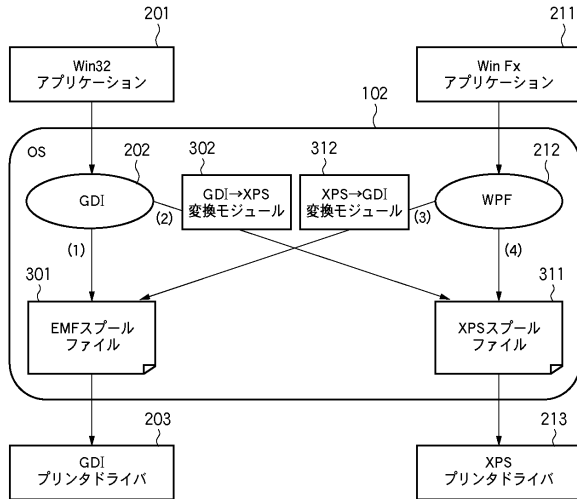 201
211
Win32
アプリケーション
Win Fx
アプリケーション
102
OS
202
302
312
212
GDI
(2)
GDI→XPS
変換モジュール
XPS→GDI
変換モジュール
(3)
WPF
(1)
(4)
301
311
EMFスプール
ファイル
XPSスプール
ファイル
203
213
GDI
プリンタドライバ
XPS
プリンタドライバ